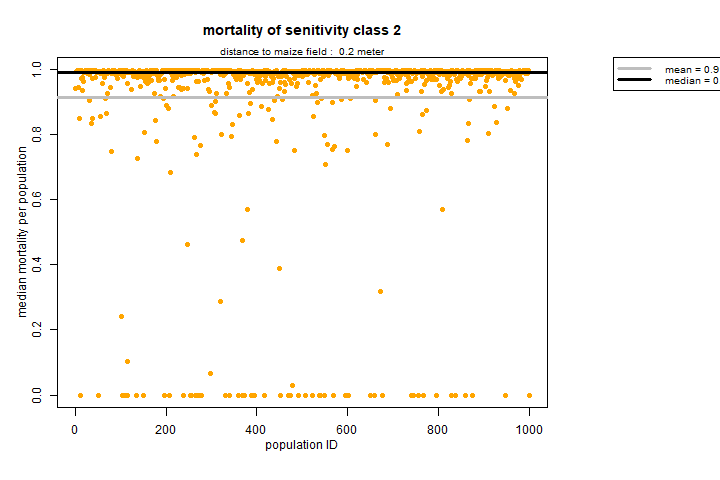 mortality of senitivity class 2
distance to maize field : 0.2 meter
mean = 0.9
median = 0
median mortality per population
1.0
0.8
0.6
0.4
0.2
0.0
0 200 400 600 800 1000
population ID